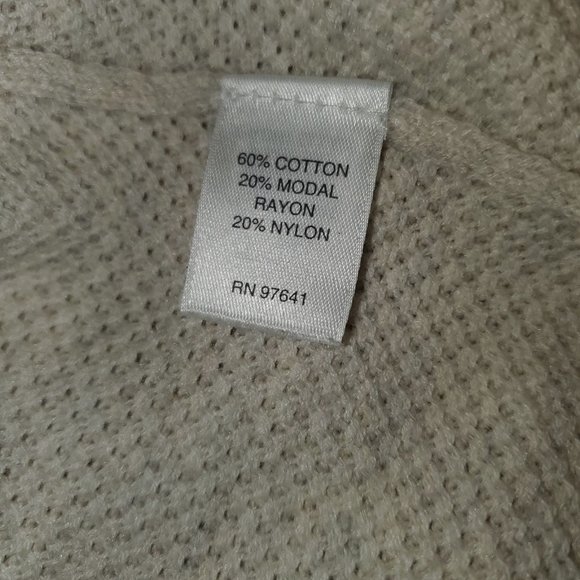 60% COTTON
20% MODAL
RAYON
20% NYLON
RN 97641